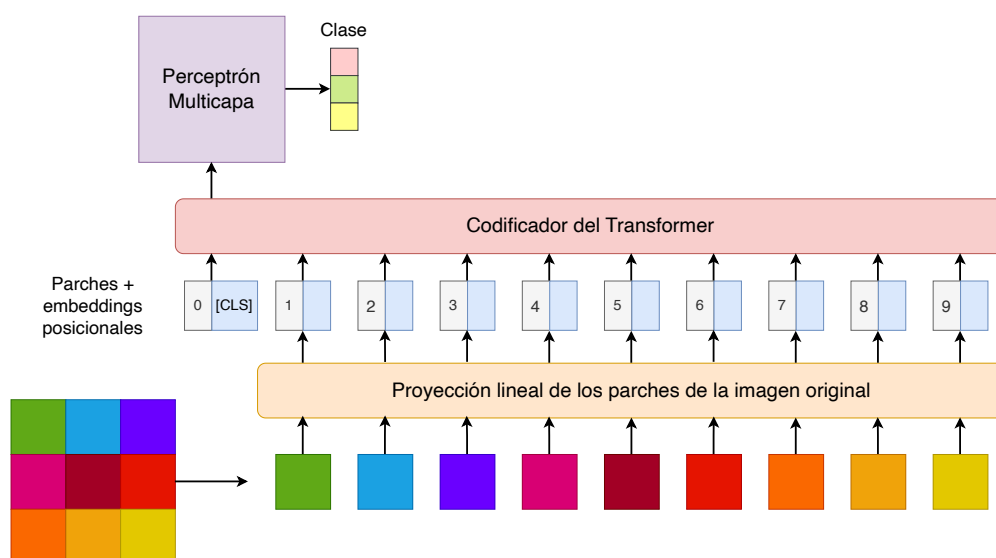 Clase
Perceptrón
Multicapa
Codificador del Transformer
Parches +
embeddings
posicionales
0 [CLS] 1 2 3 4 5 6 7 8 9
Proyección lineal de los parches de la imagen original